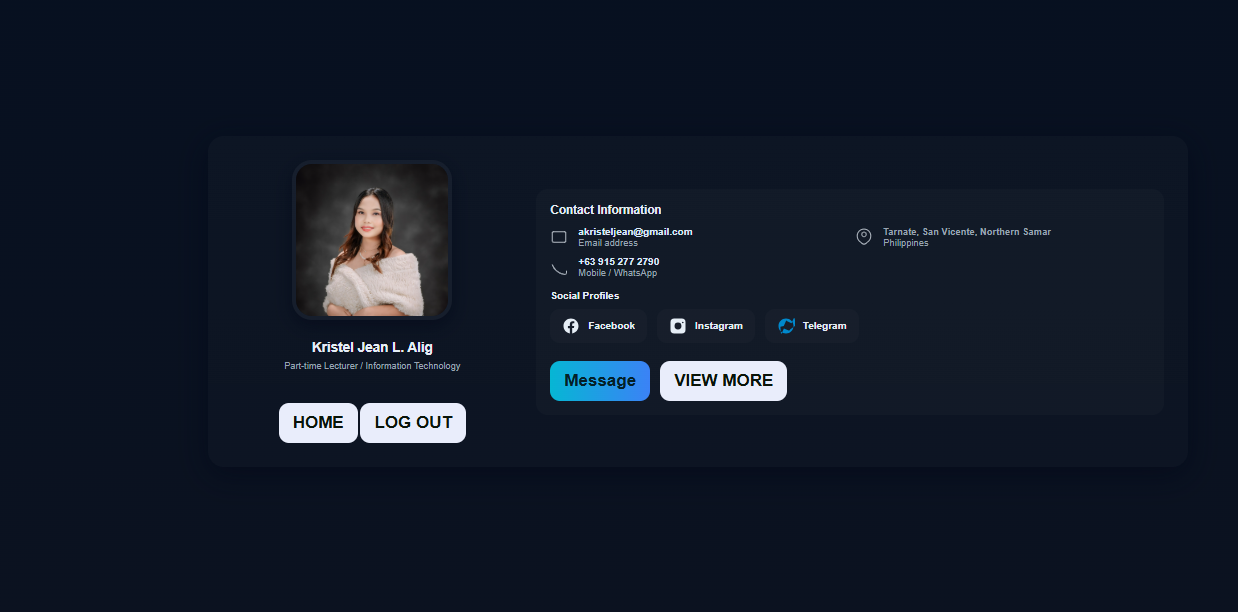 Kristel Jean L. Alig
Part-time Lecturer / Information Technology
HOME
LOG OUT
Contact Information
akristeljean@gmail.com
Email address
Tarnate, San Vicente, Northern Samar
Philippines
+63 915 277 2790
Mobile / WhatsApp
Social Profiles
Facebook
Instagram
Telegram
Message
VIEW MORE